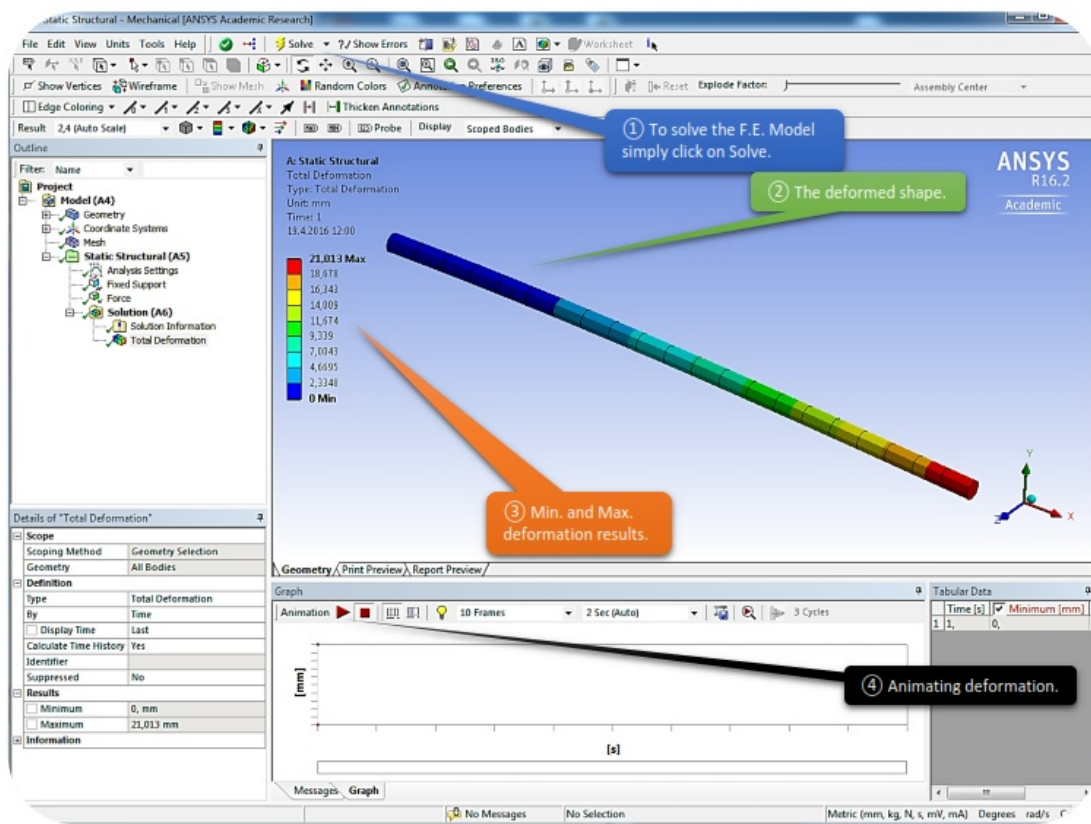 Static Structural - Mechanical [ANSYS Academic Research]
File Edit View Units Tools Help Solve ?/ Show Errors Worksheet
Show Vertices Wireframe Show Mesh Random Colors Annotation Preferences Reset Explode Factor: Assembly Center
Edge Coloring Thicken Annotations
Result 2,4 (Auto Scale) Probe Display Scoped Bodies
① To solve the F.E. Model
simply click on Solve.
Outline
Filter: Name
Project
Model (A4)
Geometry
Coordinate Systems
Mesh
Static Structural (A5)
Analysis Settings
Fixed Support
Force
Solution (A6)
Solution Information
Total Deformation
A: Static Structural
Total Deformation
Type: Total Deformation
Unit: mm
Time: 1
19.4.2016 12:00
21,013 Max
18,678
16,343
14,009
11,674
9,339
7,0043
4,6695
2,3348
0 Min
ANSYS
R16.2
Academic
② The deformed shape.
③ Min. and Max.
deformation results.
Y
X
Z
Geometry Print Preview Report Preview
Details of "Total Deformation"
Scope
Scoping Method Geometry Selection
Geometry All Bodies
Definition
Type Total Deformation
By Time
Display Time Last
Calculate Time History Yes
Identifier
Suppressed No
Results
Minimum 0, mm
Maximum 21,013 mm
Information
Graph
Animation 10 Frames 2 Sec (Auto) 3 Cycles
[mm]
[s]
④ Animating deformation.
Messages Graph
Tabular Data
Time [s] Minimum [mm]
1 1, 0,
No Messages No Selection Metric (mm, kg, N, s, mV, mA) Degrees rad/s